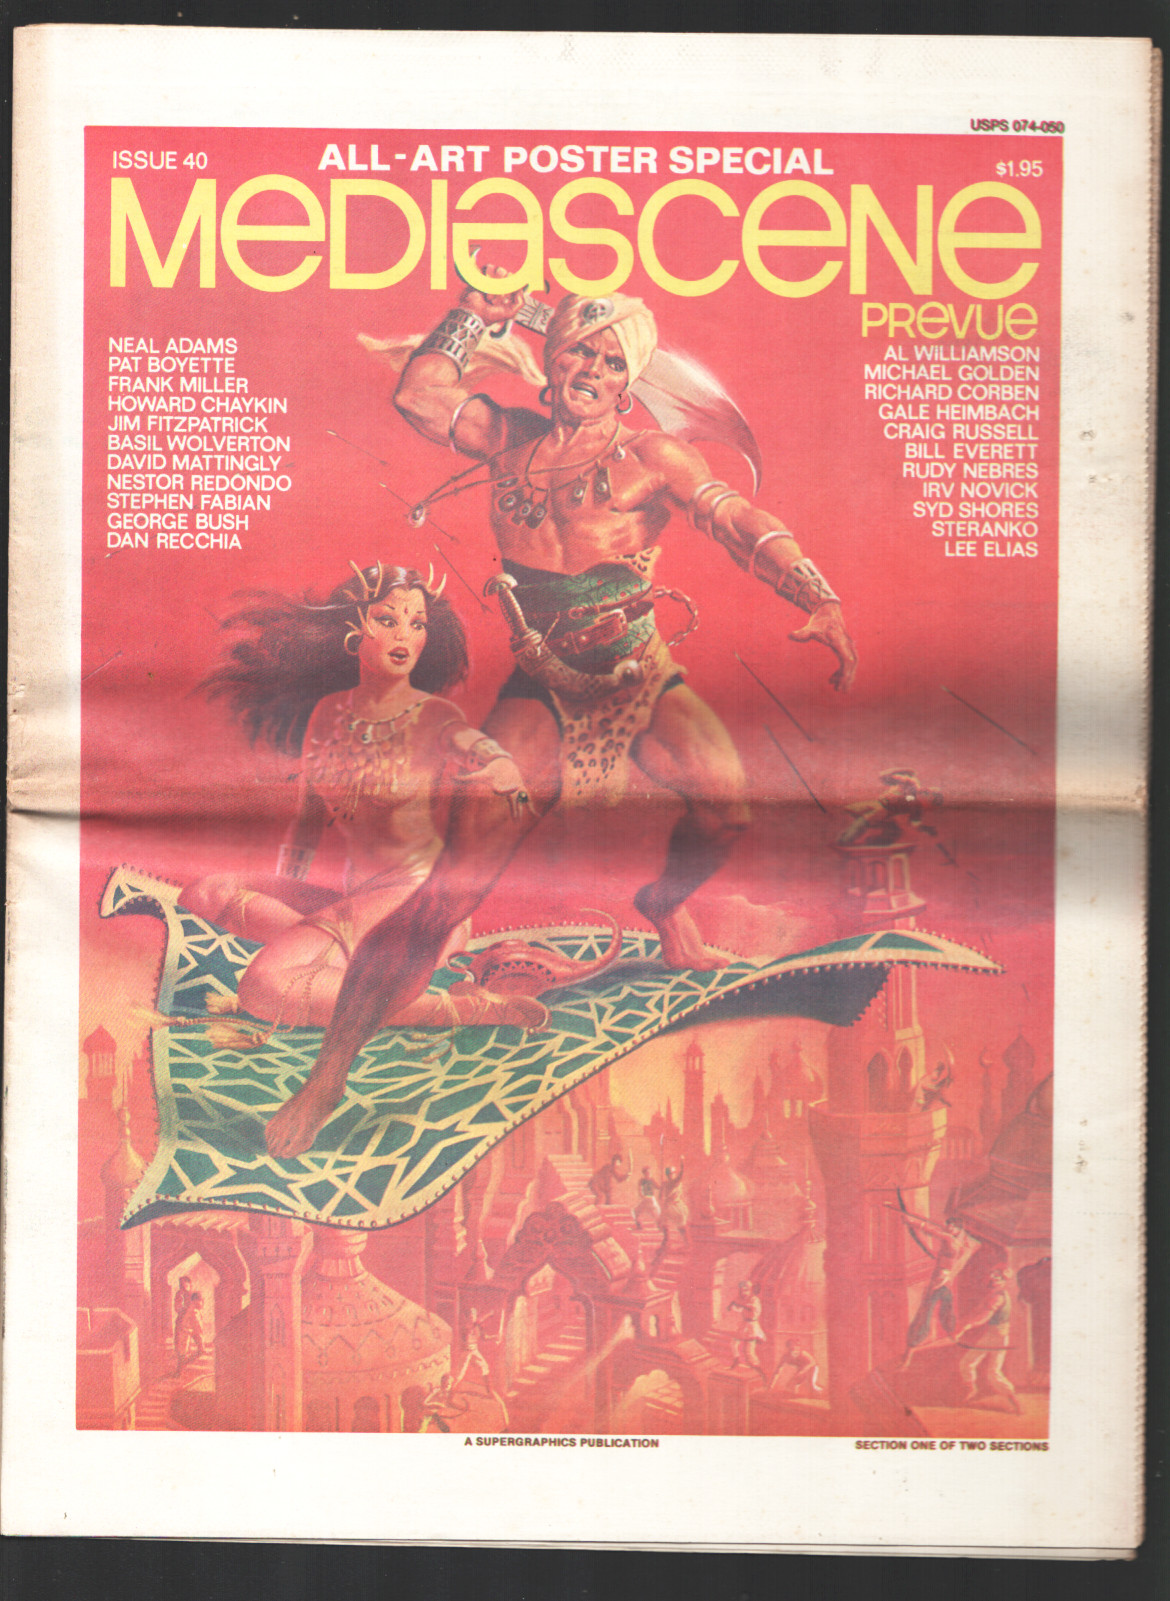 USPS 074-050
ISSUE 40
ALL-ART POSTER SPECIAL
$1.95
MeDIaSCeNe
PReVUe
NEAL ADAMS
PAT BOYETTE
FRANK MILLER
HOWARD CHAYKIN
JIM FITZPATRICK
BASIL WOLVERTON
DAVID MATTINGLY
NESTOR REDONDO
STEPHEN FABIAN
GEORGE BUSH
DAN RECCHIA
AL WILLIAMSON
MICHAEL GOLDEN
RICHARD CORBEN
GALE HEIMBACH
CRAIG RUSSELL
BILL EVERETT
RUDY NEBRES
IRV NOVICK
SYD SHORES
STERANKO
LEE ELIAS
A SUPERGRAPHICS PUBLICATION
SECTION ONE OF TWO SECTIONS